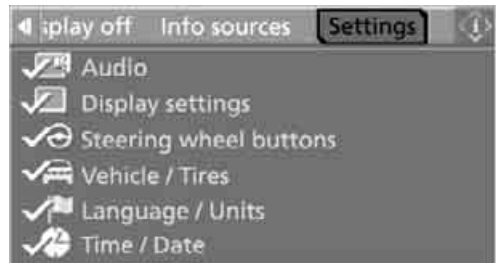 splay off Info sources Settings
Audio
Display settings
Steering wheel buttons
Vehicle / Tires
Language / Units
Time / Date